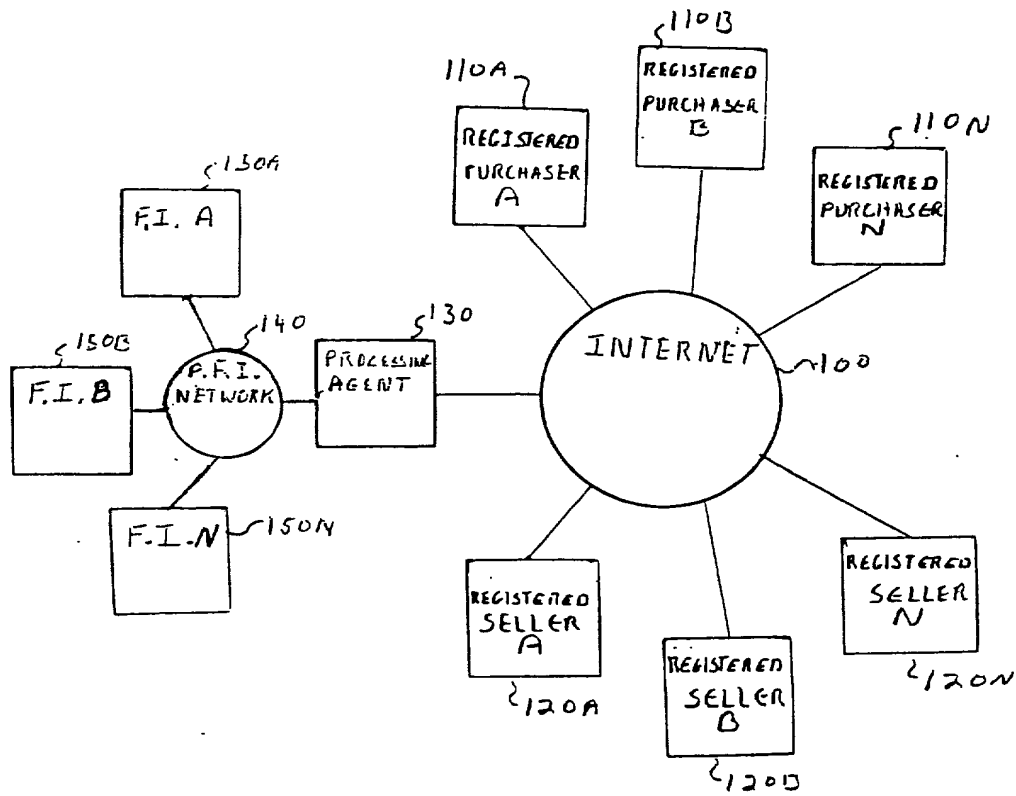 110B
REGISTERED
PURCHASER
B
110A
REGISTERED
PURCHASER
A
110N
REGISTERED
PURCHASER
N
150A
F.I. A
150B
F.I. B
140
P.F.I.
NETWORK
130
PROCESSING
AGENT
INTERNET
100
F.I. N
150N
REGISTERED
SELLER
A
120A
REGISTERED
SELLER
B
120B
REGISTERED
SELLER
N
120N